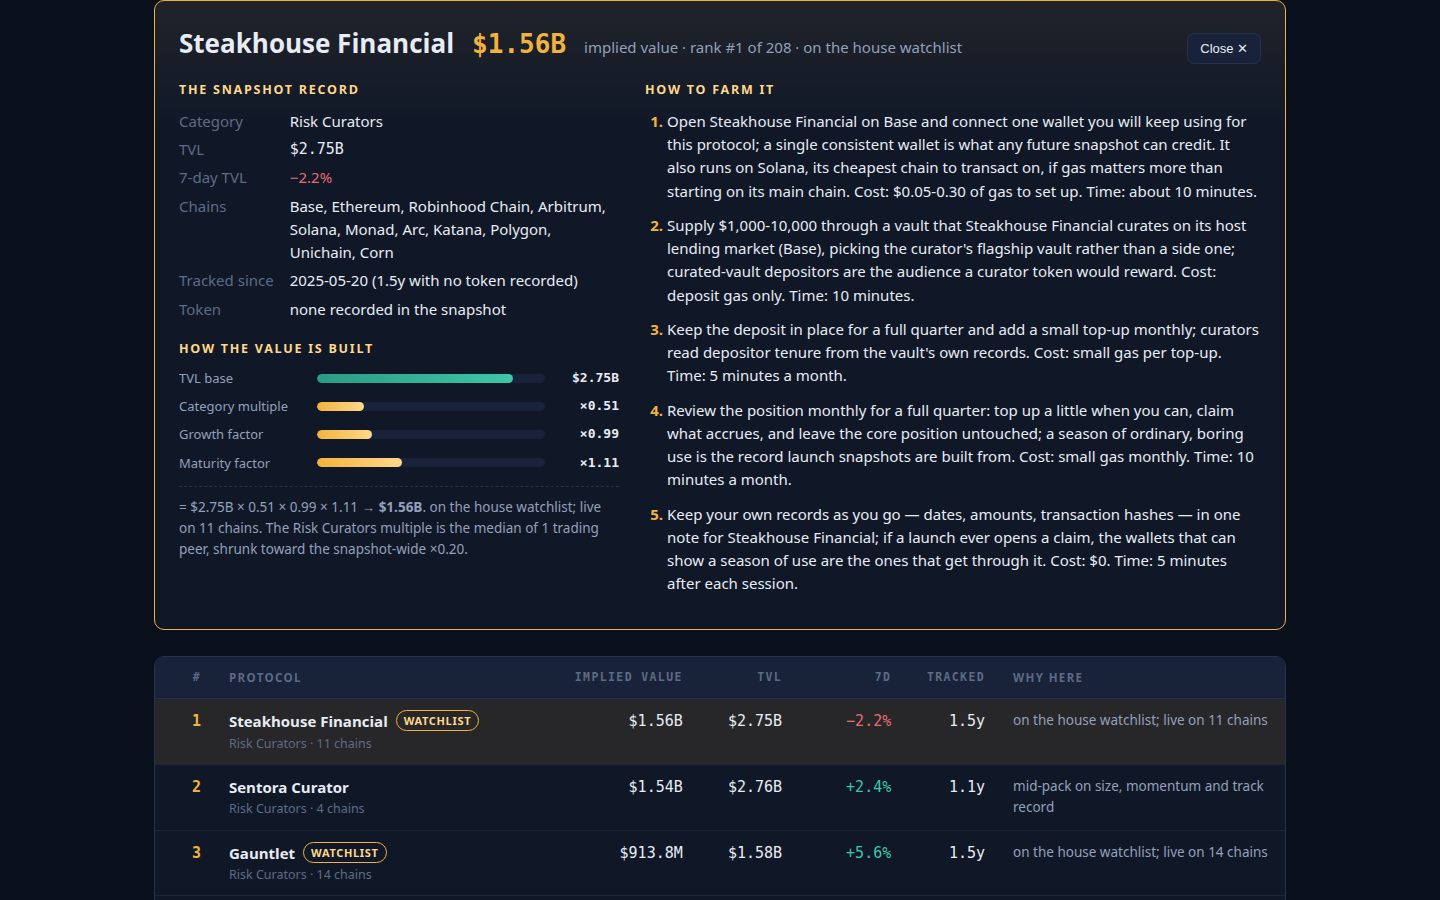 Steakhouse Financial $1.56B implied value · rank #1 of 208 · on the house watchlist
Close ✕
THE SNAPSHOT RECORD
Category Risk Curators
TVL $2.75B
7-day TVL −2.2%
Chains Base, Ethereum, Robinhood Chain, Arbitrum,
Solana, Monad, Arc, Katana, Polygon,
Unichain, Corn
Tracked since 2025-05-20 (1.5y with no token recorded)
Token none recorded in the snapshot
HOW THE VALUE IS BUILT
TVL base $2.75B
Category multiple ×0.51
Growth factor ×0.99
Maturity factor ×1.11
= $2.75B × 0.51 × 0.99 × 1.11 → $1.56B. on the house watchlist; live
on 11 chains. The Risk Curators multiple is the median of 1 trading
peer, shrunk toward the snapshot-wide ×0.20.
HOW TO FARM IT
1. Open Steakhouse Financial on Base and connect one wallet you will keep using for
this protocol; a single consistent wallet is what any future snapshot can credit. It
also runs on Solana, its cheapest chain to transact on, if gas matters more than
starting on its main chain. Cost: $0.05-0.30 of gas to set up. Time: about 10 minutes.
2. Supply $1,000-10,000 through a vault that Steakhouse Financial curates on its host
lending market (Base), picking the curator's flagship vault rather than a side one;
curated-vault depositors are the audience a curator token would reward. Cost:
deposit gas only. Time: 10 minutes.
3. Keep the deposit in place for a full quarter and add a small top-up monthly; curators
read depositor tenure from the vault's own records. Cost: small gas per top-up.
Time: 5 minutes a month.
4. Review the position monthly for a full quarter: top up a little when you can, claim
what accrues, and leave the core position untouched; a season of ordinary, boring
use is the record launch snapshots are built from. Cost: small gas monthly. Time: 10
minutes a month.
5. Keep your own records as you go — dates, amounts, transaction hashes — in one
note for Steakhouse Financial; if a launch ever opens a claim, the wallets that can
show a season of use are the ones that get through it. Cost: $0. Time: 5 minutes
after each session.
# PROTOCOL IMPLIED VALUE TVL 7D TRACKED WHY HERE
1 Steakhouse Financial WATCHLIST $1.56B $2.75B −2.2% 1.5y on the house watchlist; live on 11 chains
Risk Curators · 11 chains
2 Sentora Curator $1.54B $2.76B +2.4% 1.1y mid-pack on size, momentum and track
record
Risk Curators · 4 chains
3 Gauntlet WATCHLIST $913.8M $1.58B +5.6% 1.5y on the house watchlist; live on 14 chains
Risk Curators · 14 chains